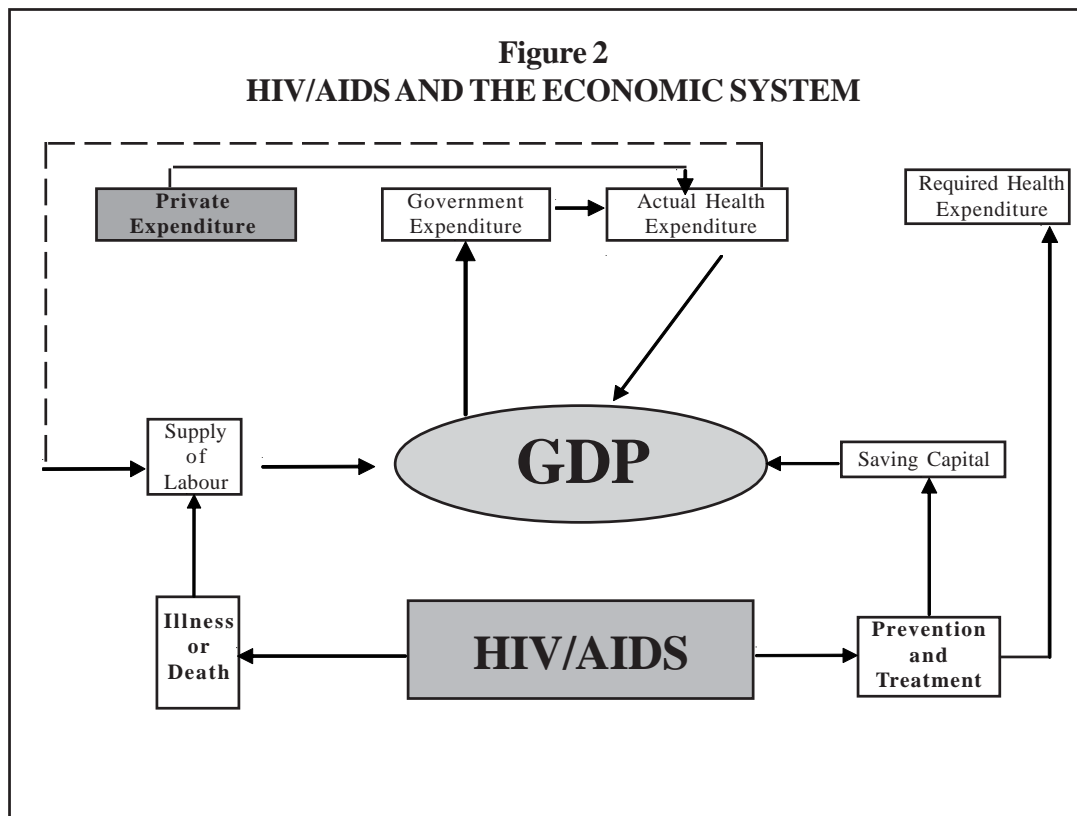 Figure 2
HIV/AIDS AND THE ECONOMIC SYSTEM
Private
Expenditure
Government
Expenditure
Actual Health
Expenditure
Required Health
Expenditure
Supply
of
Labour
GDP
Saving Capital
Illness
or
Death
HIV/AIDS
Prevention
and
Treatment